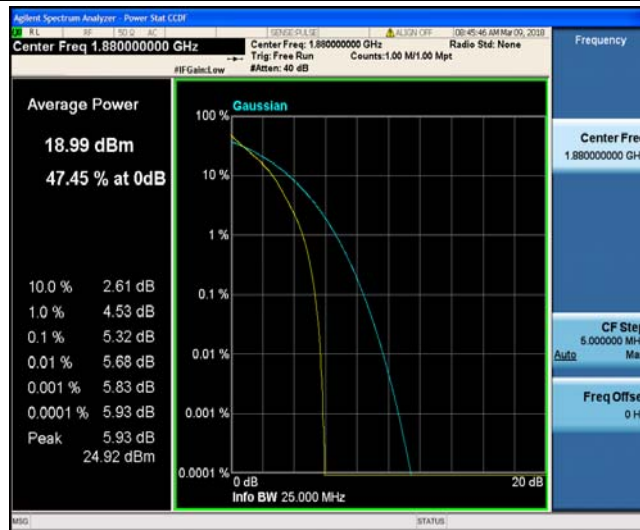 Agilent Spectrum Analyzer - Power Stat CCDF
RL RF 50 Ω AC SENSE:PULSE ALIGN OFF 08:45:46 AM Mar 09, 2018
Center Freq 1.880000000 GHz
Center Freq: 1.880000000 GHz Radio Std: None
Trig: Free Run Counts:1.00 M/1.00 Mpt
#IFGain:Low #Atten: 40 dB
Frequency
Average Power
18.99 dBm
47.45 % at 0dB
10.0 % 2.61 dB
1.0 % 4.53 dB
0.1 % 5.32 dB
0.01 % 5.68 dB
0.001 % 5.83 dB
0.0001 % 5.93 dB
Peak 5.93 dB
24.92 dBm
Gaussian
100 %
10 %
1 %
0.1 %
0.01 %
0.001 %
0.0001 %
0 dB 20 dB
Info BW 25.000 MHz
Center Fre
1.880000000 GH
CF Step
5.000000 MH
Auto Ma
Freq Offse
0 H
MSG STATUS